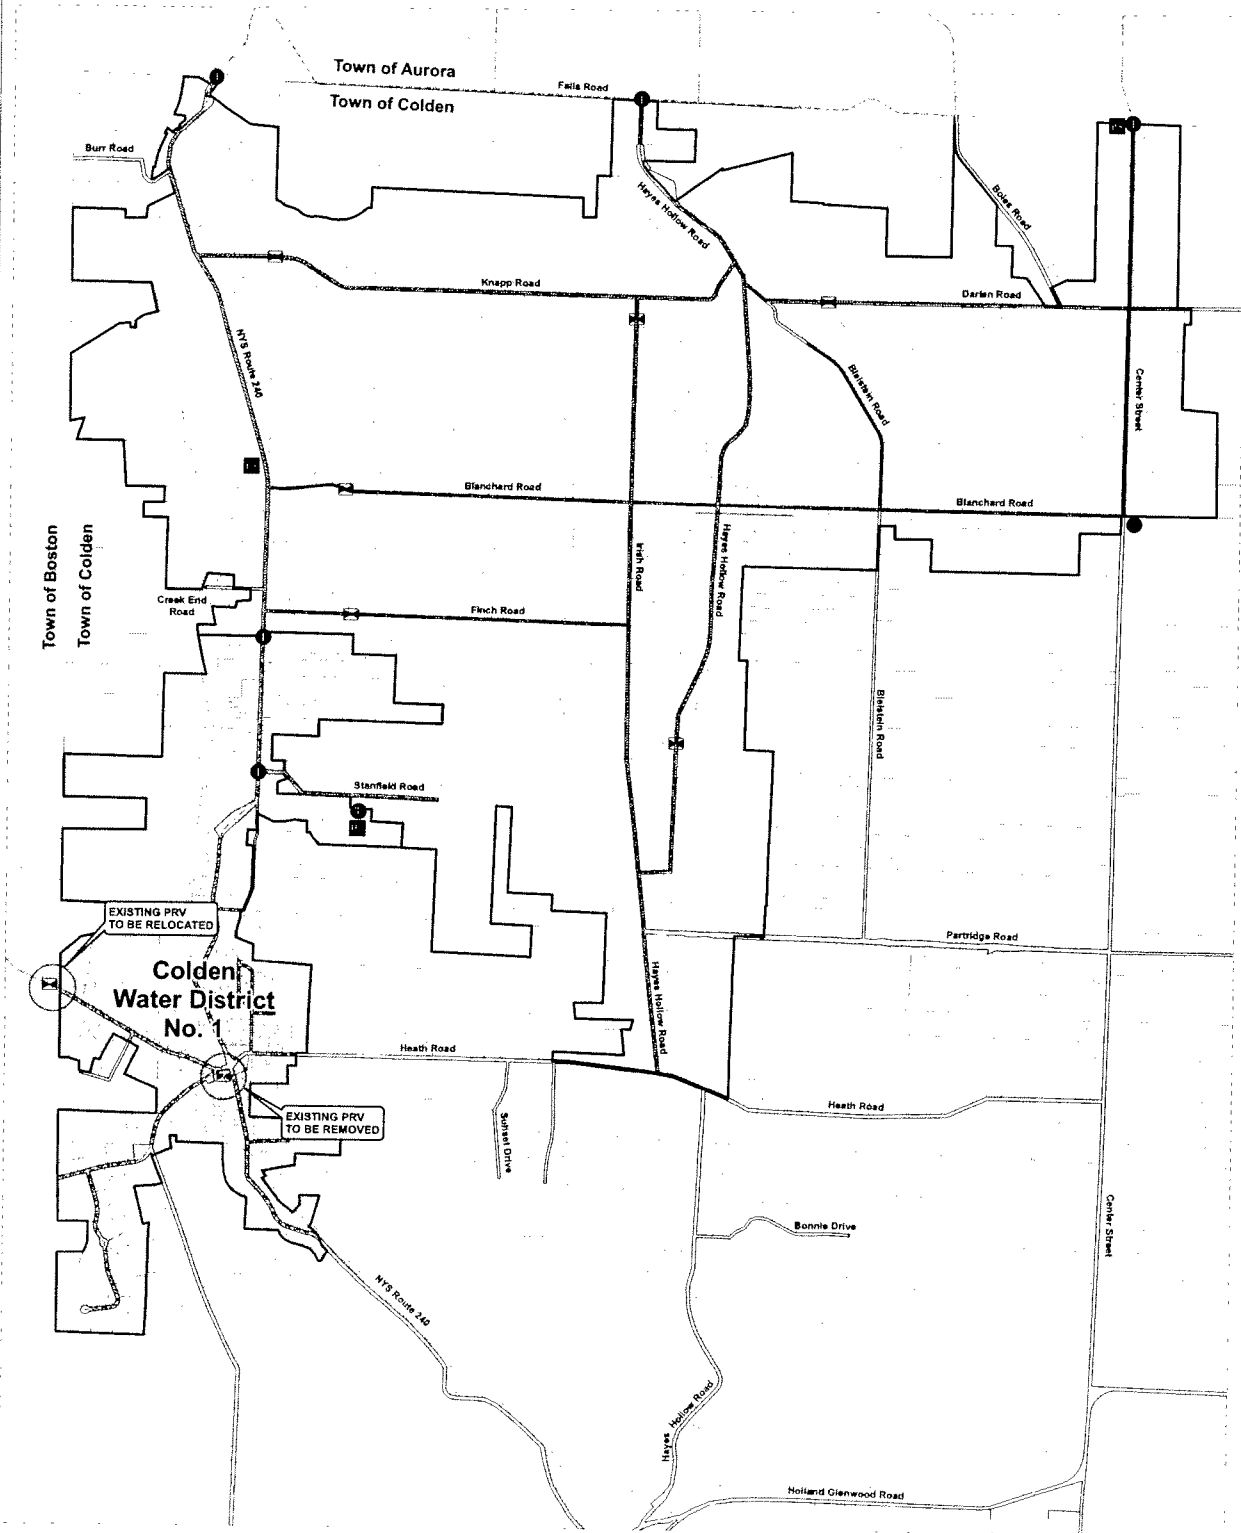 Town of Aurora
Falls Road
Town of Colden
Burr Road
Hayes Hollow Road
Boles Road
Knapp Road
Darien Road
NYS Route 240
Bleistein Road
Center Street
Blanchard Road
Blanchard Road
Town of Boston
Town of Colden
Irish Road
Hayes Hollow Road
Creek End
Road
Finch Road
Bleistein Road
Stanfield Road
EXISTING PRV
TO BE RELOCATED
Partridge Road
Colden
Water District
No. 1
Hayes Hollow Road
Heath Road
EXISTING PRV
TO BE REMOVED
Sunset Drive
Heath Road
Center Street
Bonnie Drive
NYS Route 240
Hayes
Hollow Road
Holland Glenwood Road